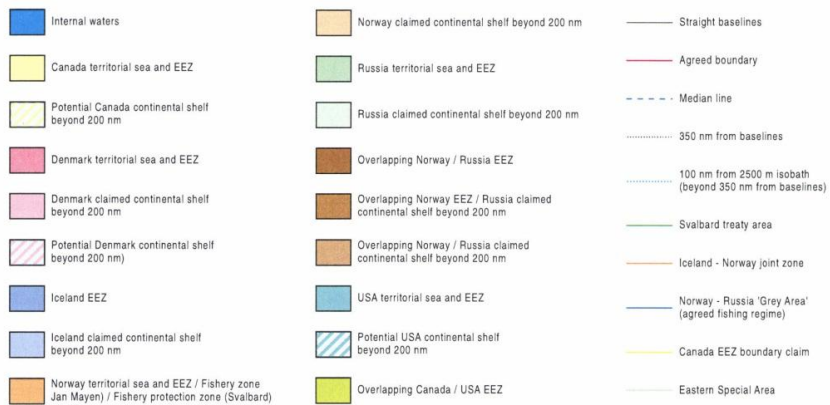 Internal waters
Canada territorial sea and EEZ
Potential Canada continental shelf
beyond 200 nm
Denmark territorial sea and EEZ
Denmark claimed continental shelf
beyond 200 nm
Potential Denmark continental shelf
beyond 200 nm)
Iceland EEZ
Iceland claimed continental shelf
beyond 200 nm
Norway territorial sea and EEZ / Fishery zone
Jan Mayen) / Fishery protection zone (Svalbard)
Norway claimed continental shelf beyond 200 nm
Russia territorial sea and EEZ
Russia claimed continental shelf beyond 200 nm
Overlapping Norway / Russia EEZ
Overlapping Norway EEZ / Russia claimed
continental shelf beyond 200 nm
Overlapping Norway / Russia claimed
continental shelf beyond 200 nm
USA territorial sea and EEZ
Potential USA continental shelf
beyond 200 nm
Overlapping Canada / USA EEZ
Straight baselines
Agreed boundary
Median line
350 nm from baselines
100 nm from 2500 m isobath
(beyond 350 nm from baselines)
Svalbard treaty area
Iceland - Norway joint zone
Norway - Russia 'Grey Area'
(agreed fishing regime)
Canada EEZ boundary claim
Eastern Special Area